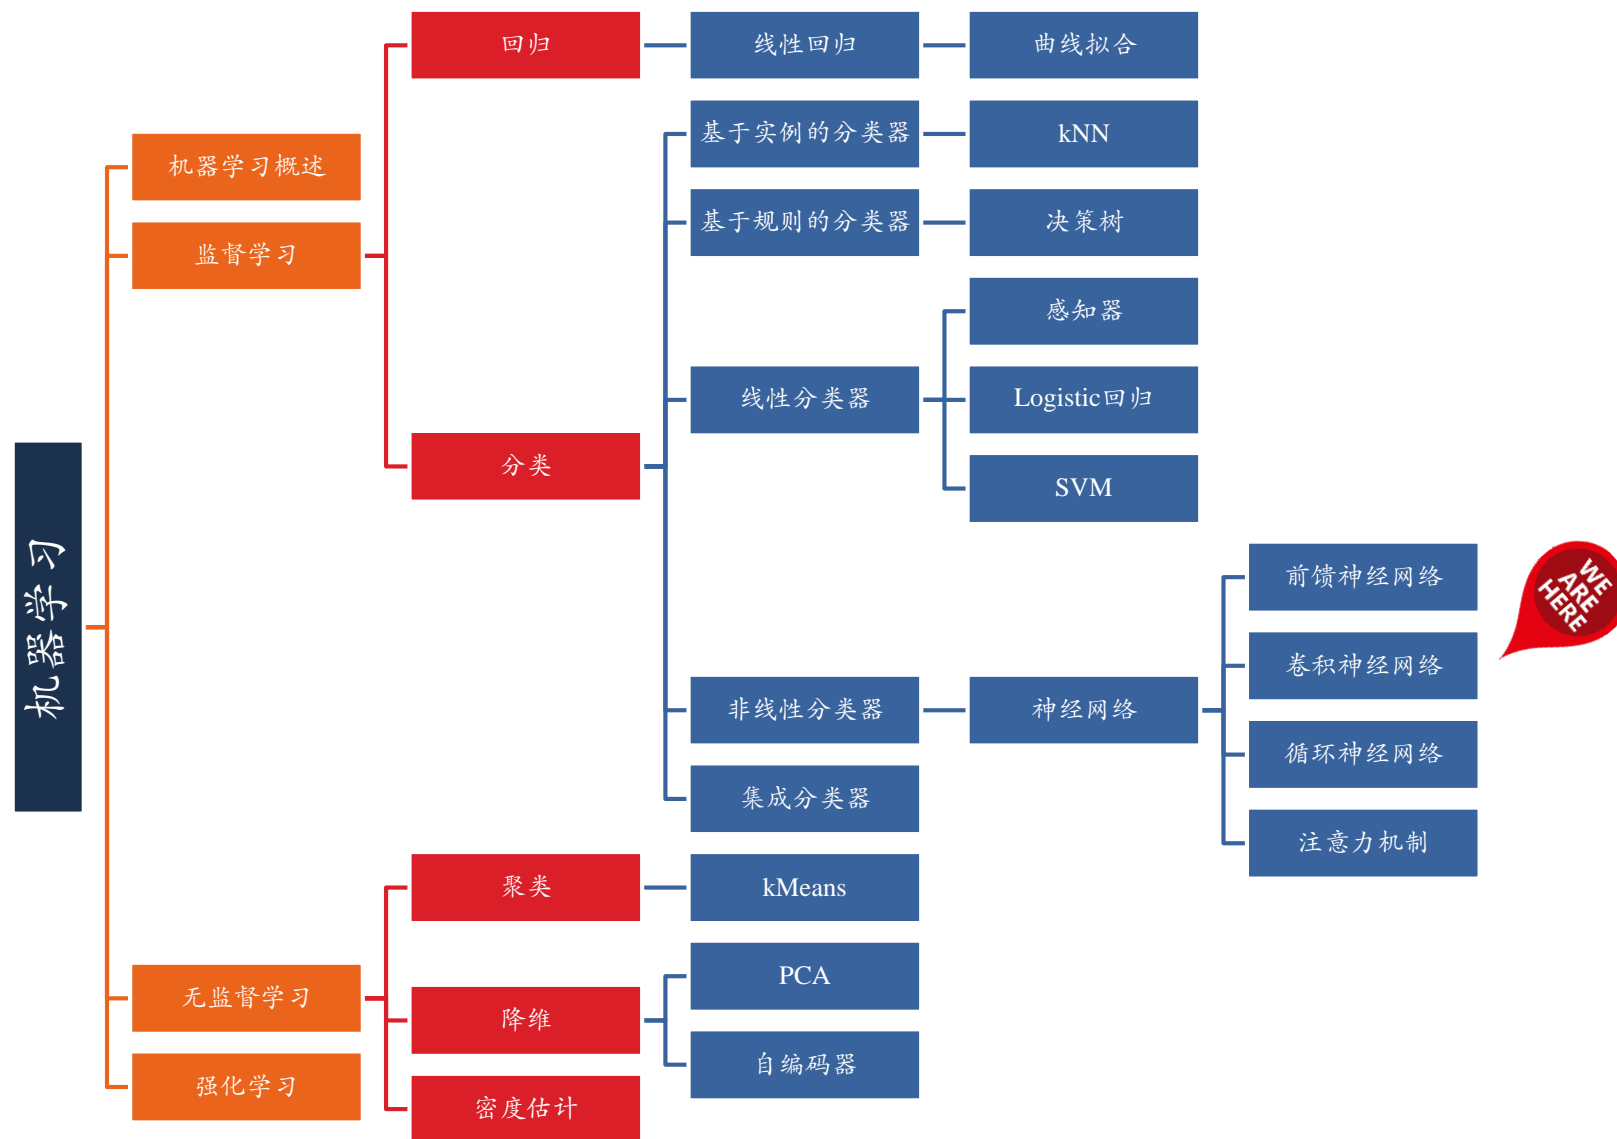 机器学习
机器学习概述
监督学习
回归
线性回归
曲线拟合
分类
基于实例的分类器
kNN
基于规则的分类器
决策树
线性分类器
感知器
Logistic回归
SVM
非线性分类器
神经网络
前馈神经网络
卷积神经网络
循环神经网络
注意力机制
WE
ARE
HERE
集成分类器
无监督学习
聚类
kMeans
降维
PCA
自编码器
密度估计
强化学习